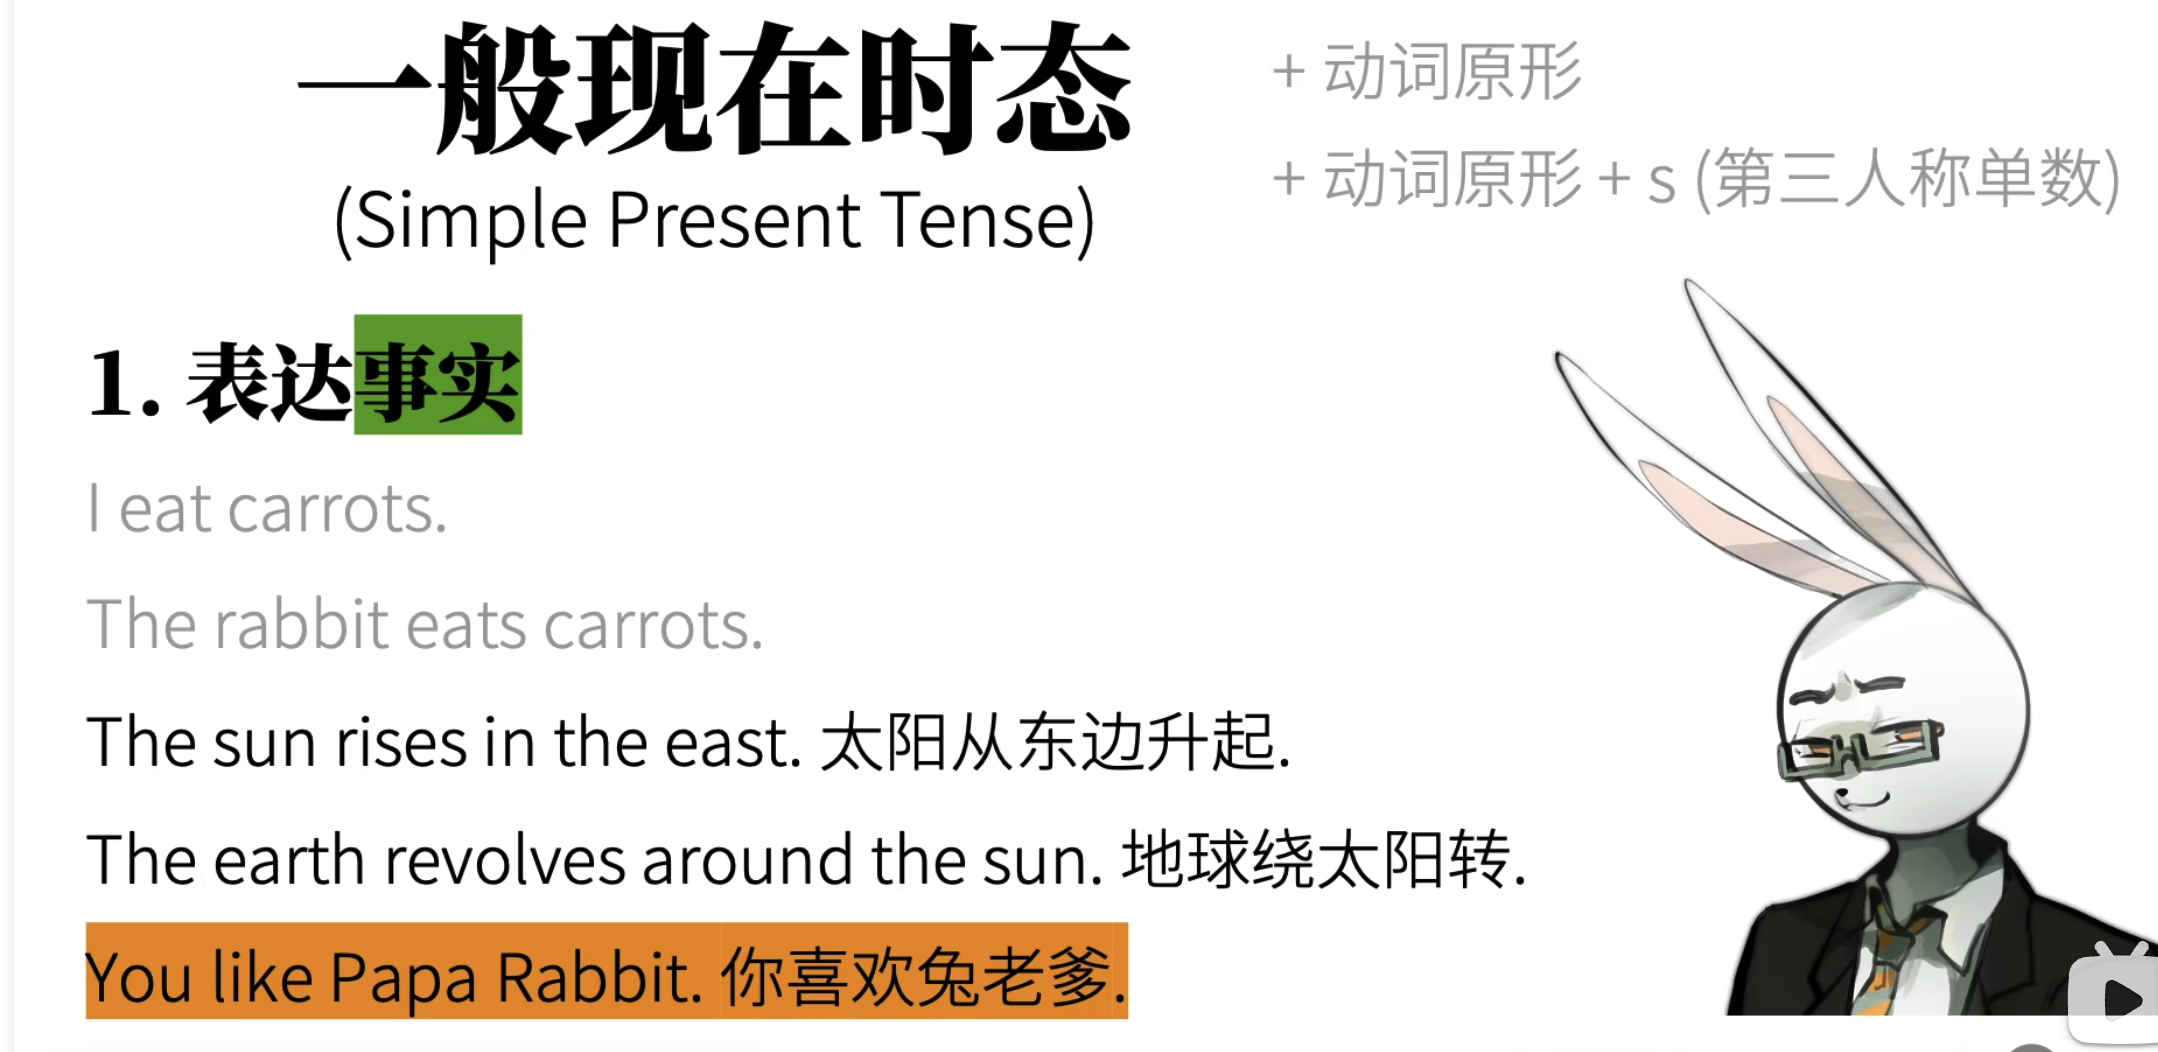 一般现在时态
(Simple Present Tense)
+ 动词原形
+ 动词原形 + s (第三人称单数)
1. 表达事实
I eat carrots.
The rabbit eats carrots.
The sun rises in the east. 太阳从东边升起.
The earth revolves around the sun. 地球绕太阳转.
You like Papa Rabbit. 你喜欢兔老爹.